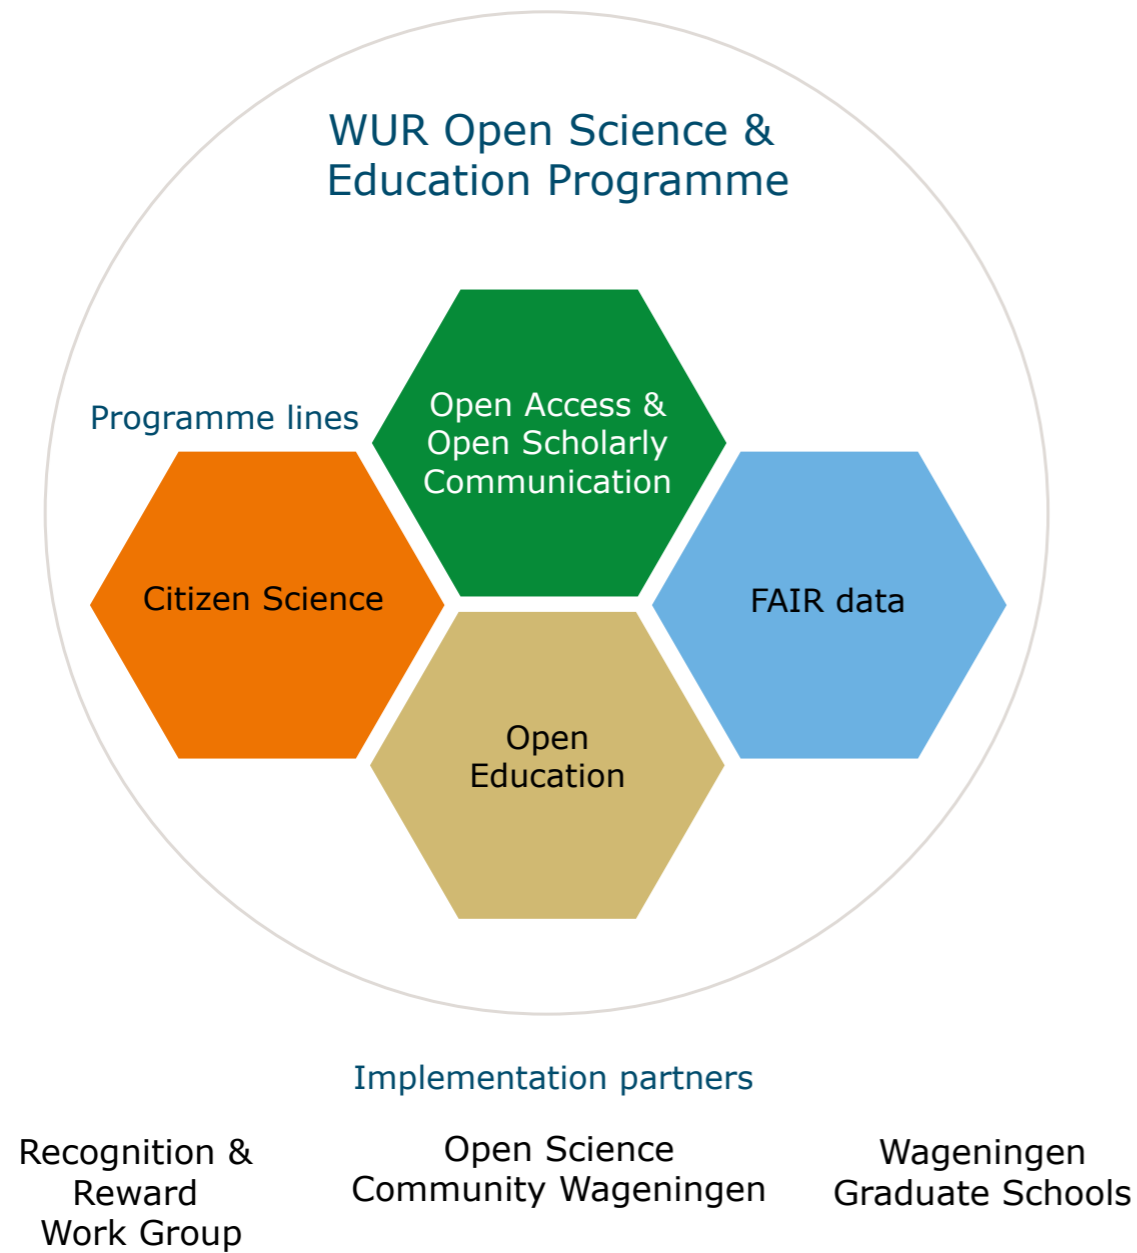 WUR Open Science &
Education Programme
Programme lines
Open Access &
Open Scholarly
Communication
Citizen Science
FAIR data
Open
Education
Implementation partners
Recognition &
Reward
Work Group
Open Science
Community Wageningen
Wageningen
Graduate Schools